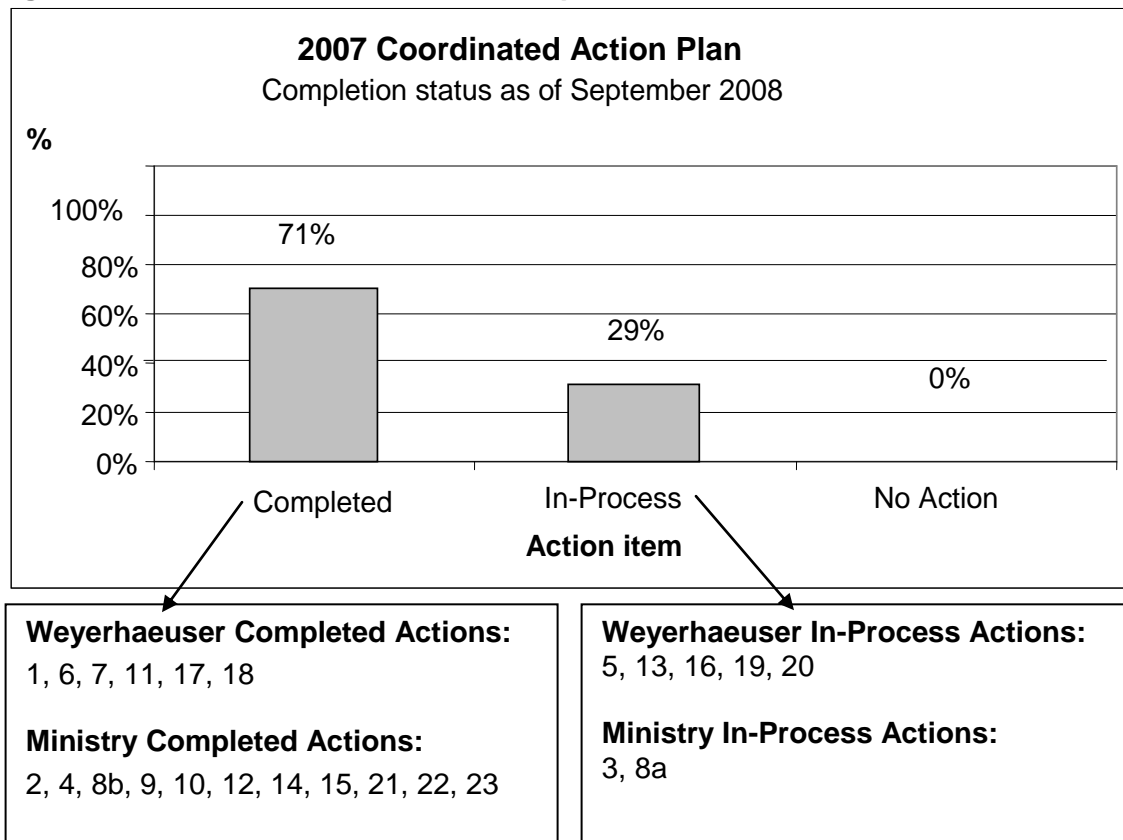 2007 Coordinated Action Plan
Completion status as of September 2008
%
100%
80%
60%
40%
20%
0%
71%
29%
0%
Completed
In-Process
No Action
Action item
Weyerhaeuser Completed Actions:
1, 6, 7, 11, 17, 18
Ministry Completed Actions:
2, 4, 8b, 9, 10, 12, 14, 15, 21, 22, 23
Weyerhaeuser In-Process Actions:
5, 13, 16, 19, 20
Ministry In-Process Actions:
3, 8a